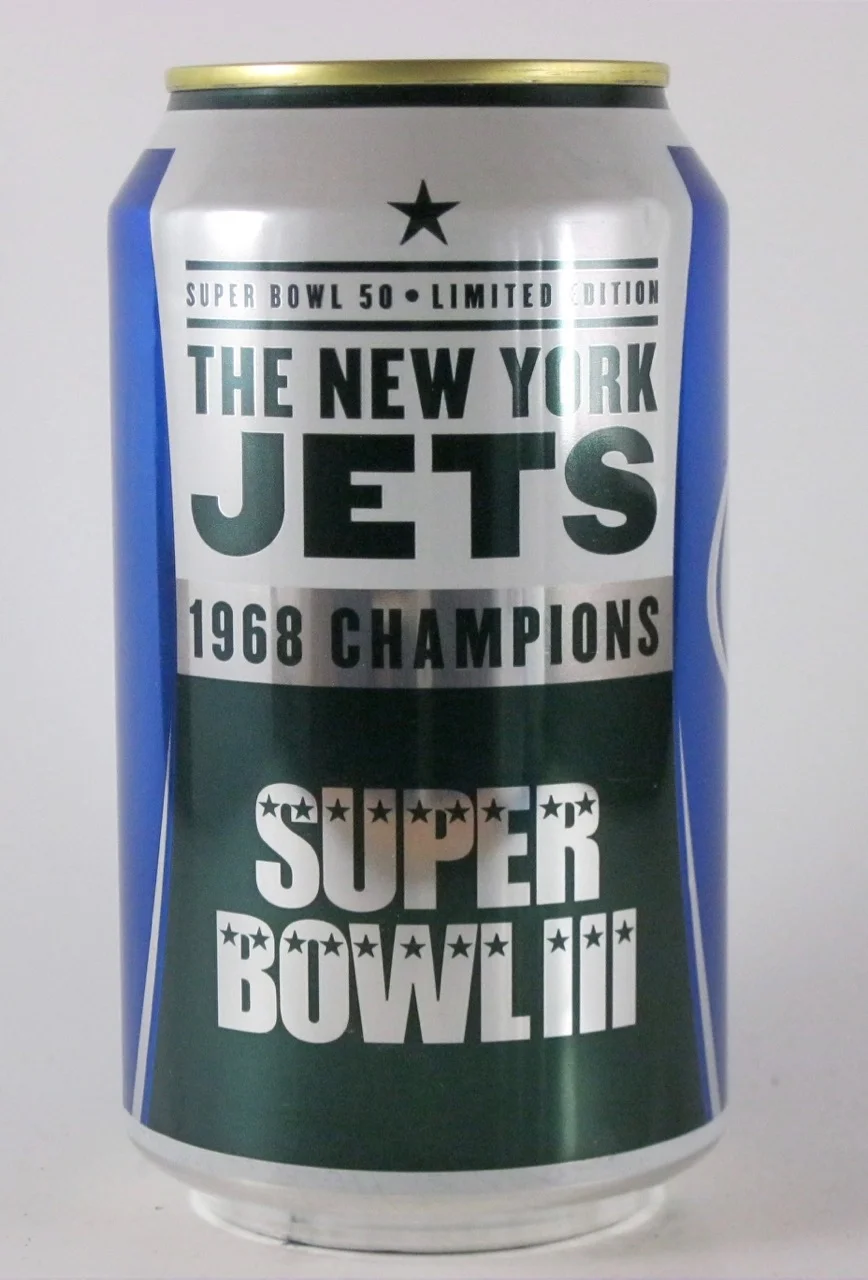 SUPER BOWL 50 • LIMITED EDITION
THE NEW YORK
JETS
1968 CHAMPIONS
SUPER
BOWL III